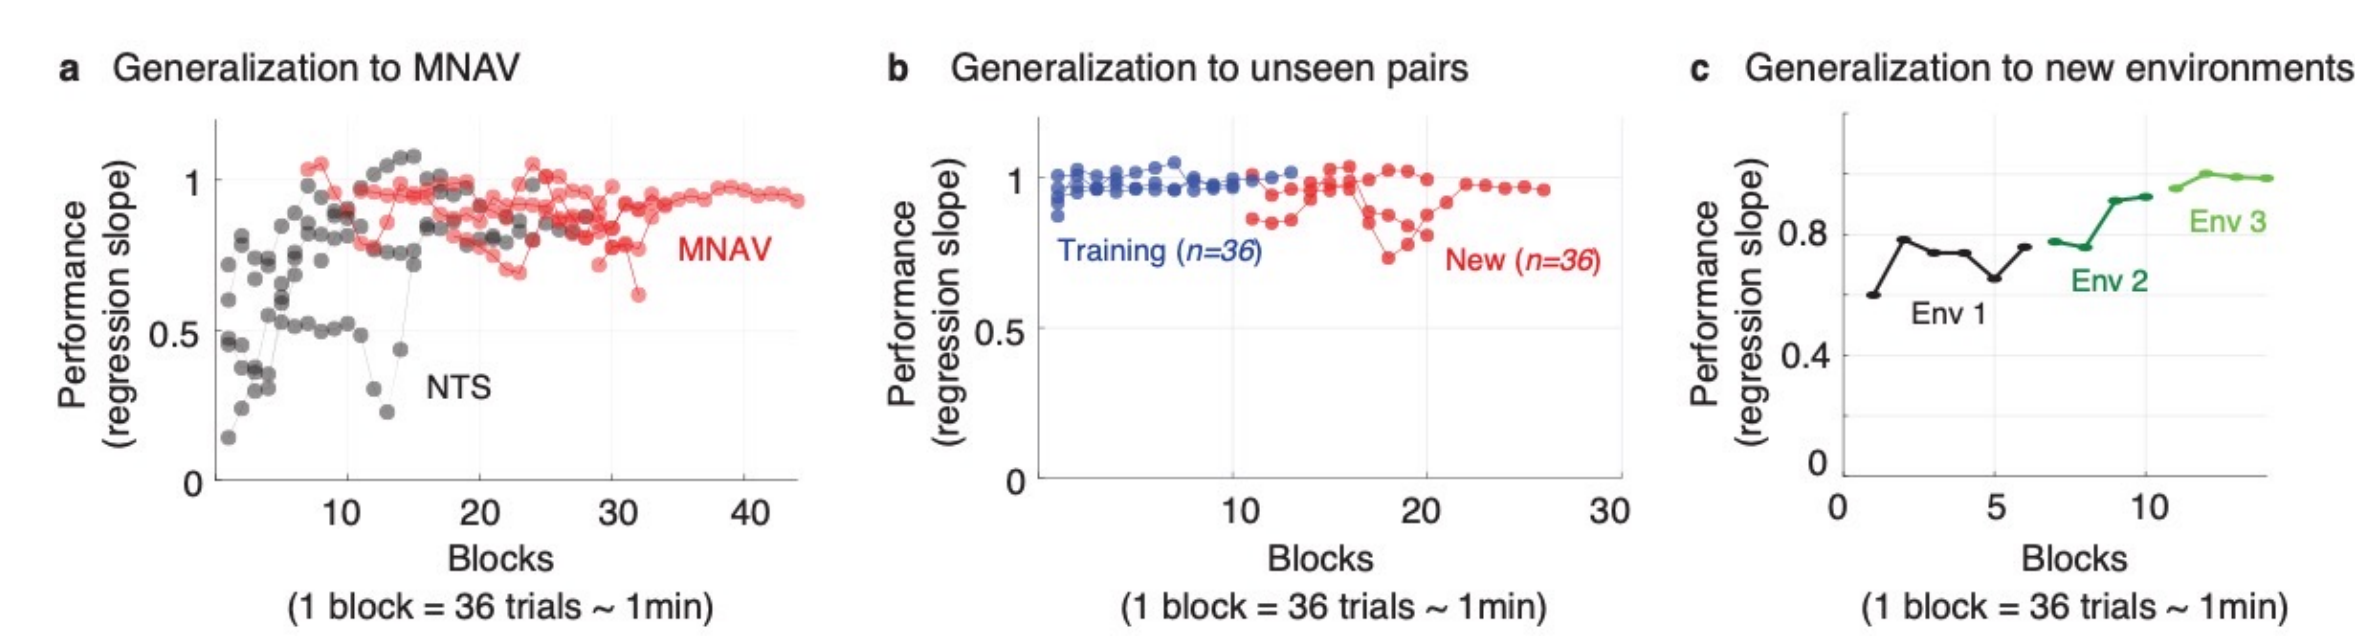 a Generalization to MNAV
Performance
(regression slope)
1
0.5
0
MNAV
NTS
10 20 30 40
Blocks
(1 block = 36 trials ~ 1min)
b Generalization to unseen pairs
Performance
(regression slope)
1
0.5
0
Training (n=36)
New (n=36)
10 20 30
Blocks
(1 block = 36 trials ~ 1min)
c Generalization to new environments
Performance
(regression slope)
0.8
0.4
0
Env 1
Env 2
Env 3
0 5 10
Blocks
(1 block = 36 trials ~ 1min)